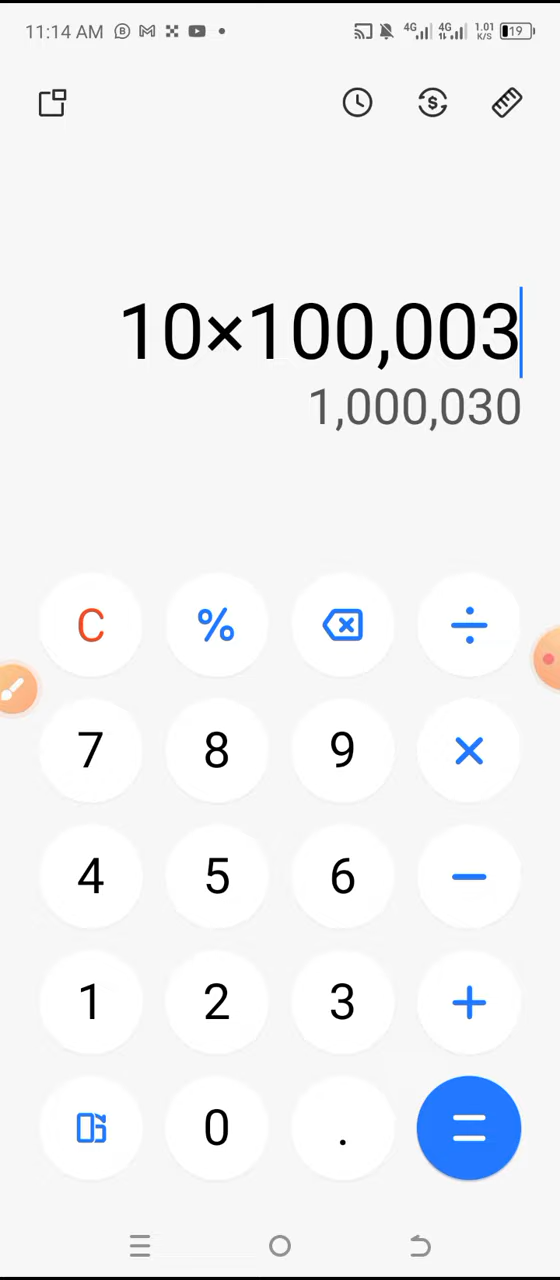 11:14 AM 4G 4G 1.01 K/S 19
10×100,003
1,000,030
C % ÷
7 8 9 ×
4 5 6 −
1 2 3 +
0 . =